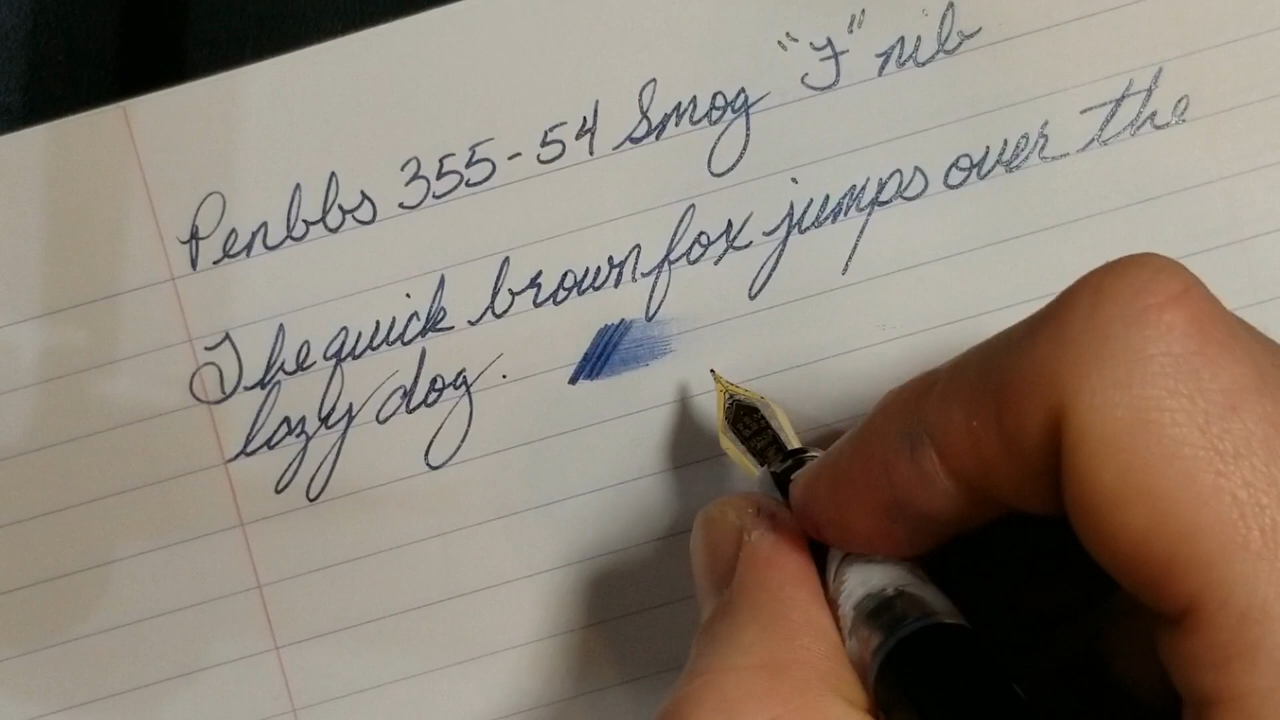 Penbbs 355-54 Smog "F" nib
The quick brown fox jumps over the
lazy dog.